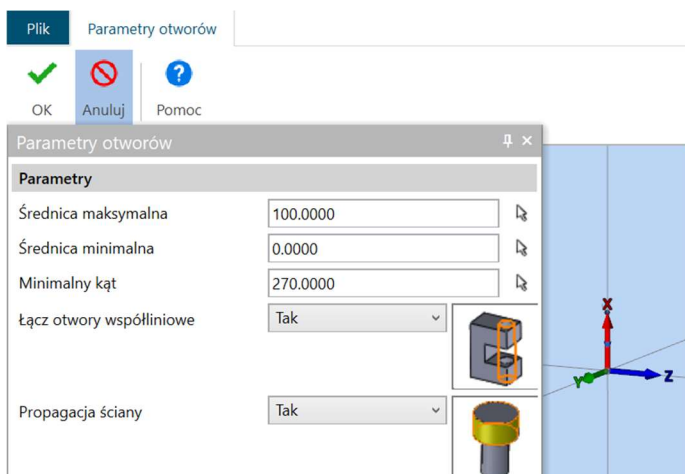 Plik Parametry otworów
OK Anuluj Pomoc
Parametry otworów
Parametry
Średnica maksymalna 100.0000
Średnica minimalna 0.0000
Minimalny kąt 270.0000
Łącz otwory współliniowe Tak
Propagacja ściany Tak
X
Y Z